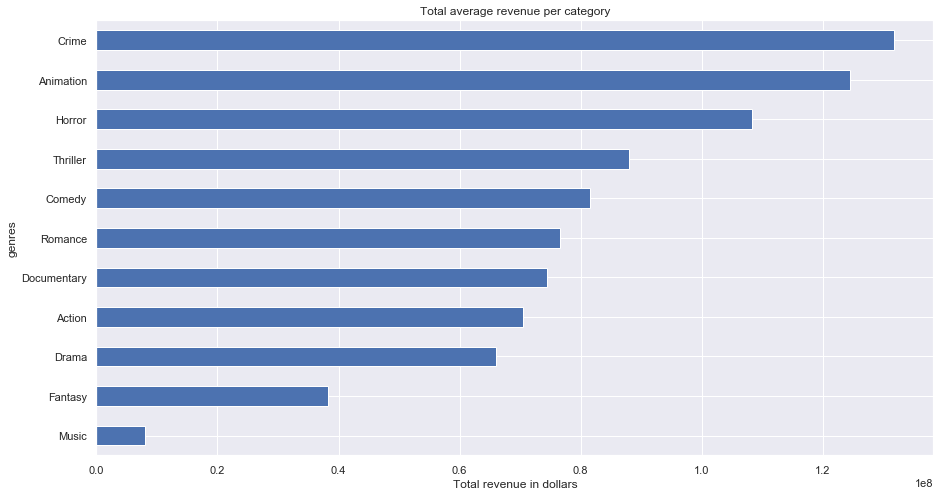 Total average revenue per category
Crime
Animation
Horror
Thriller
Comedy
Romance
Documentary
Action
Drama
Fantasy
Music
genres
0.0 0.2 0.4 0.6 0.8 1.0 1.2
1e8
Total revenue in dollars